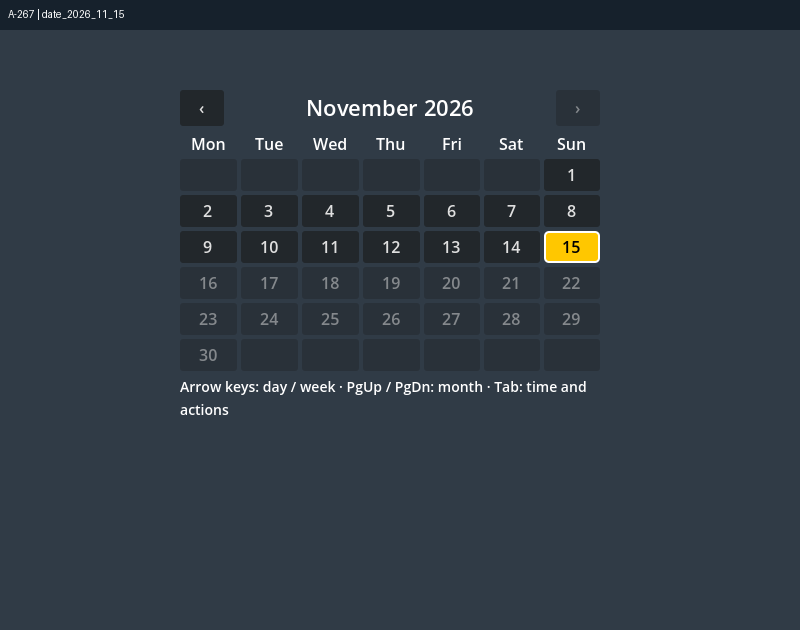 A-267 | date_2026_11_15
‹ November 2026 ›
Mon Tue Wed Thu Fri Sat Sun
1
2 3 4 5 6 7 8
9 10 11 12 13 14 15
16 17 18 19 20 21 22
23 24 25 26 27 28 29
30
Arrow keys: day / week · PgUp / PgDn: month · Tab: time and
actions